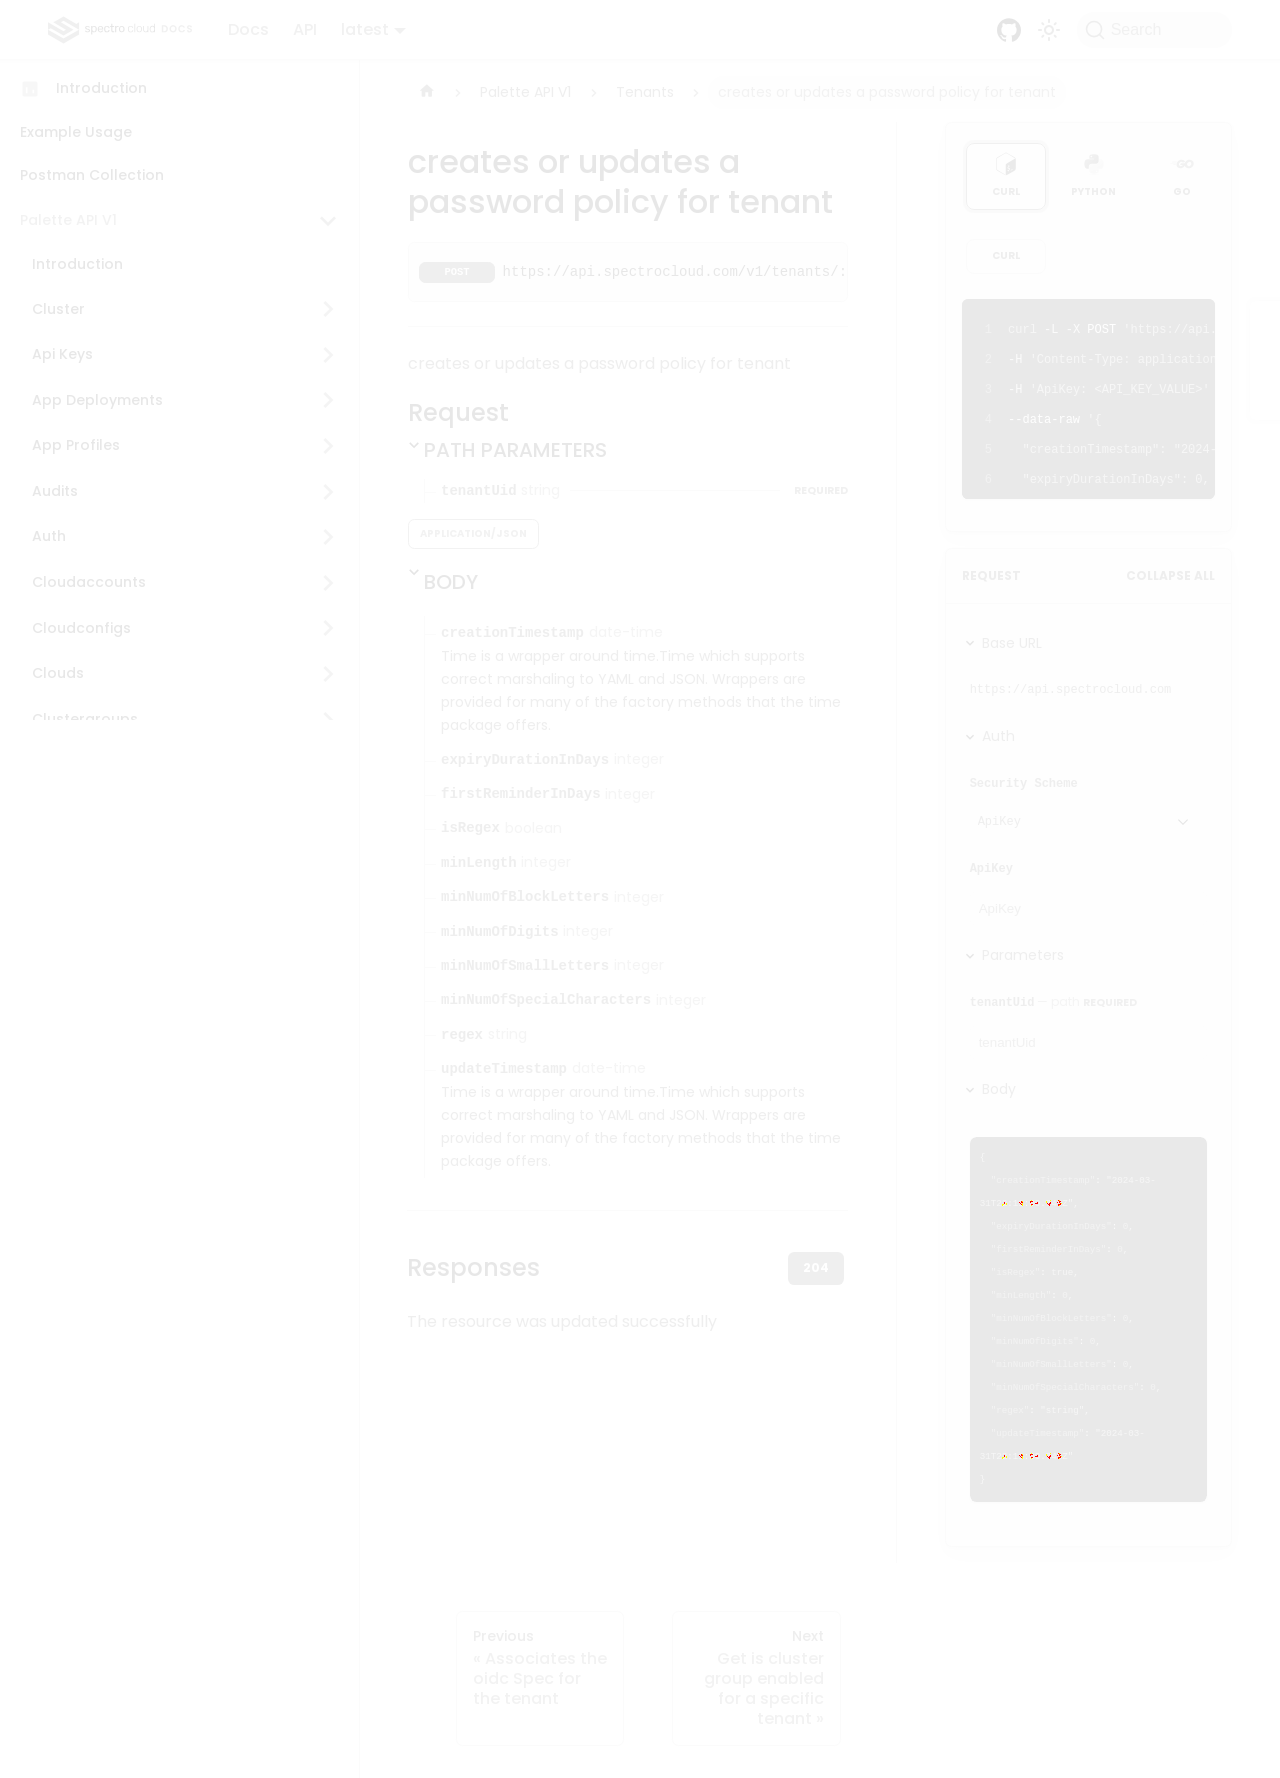 spectro cloud DOCS
Docs
API
latest
Search
Introduction
Example Usage
Postman Collection
Palette API V1
Introduction
Cluster
Api Keys
App Deployments
App Profiles
Audits
Auth
Cloudaccounts
Cloudconfigs
Clouds
Clustergroups
Palette API V1
Tenants
creates or updates a password policy for tenant
creates or updates a
password policy for tenant
POST https://api.spectrocloud.com/v1/tenants/:
creates or updates a password policy for tenant
Request
PATH PARAMETERS
tenantUid string REQUIRED
APPLICATION/JSON
BODY
creationTimestamp date-time
Time is a wrapper around time.Time which supports
correct marshaling to YAML and JSON. Wrappers are
provided for many of the factory methods that the time
package offers.
expiryDurationInDays integer
firstReminderInDays integer
isRegex boolean
minLength integer
minNumOfBlockLetters integer
minNumOfDigits integer
minNumOfSmallLetters integer
minNumOfSpecialCharacters integer
regex string
updateTimestamp date-time
Time is a wrapper around time.Time which supports
correct marshaling to YAML and JSON. Wrappers are
provided for many of the factory methods that the time
package offers.
Responses
204
The resource was updated successfully
CURL
PYTHON
GO
CURL
1 curl -L -X POST 'https://api.
2 -H 'Content-Type: application
3 -H 'ApiKey: <API_KEY_VALUE>'
4 --data-raw '{
5 "creationTimestamp": "2024-
6 "expiryDurationInDays": 0,
REQUEST
COLLAPSE ALL
Base URL
https://api.spectrocloud.com
Auth
Security Scheme
ApiKey
ApiKey
ApiKey
Parameters
tenantUid — path REQUIRED
tenantUid
Body
{
"creationTimestamp": "2024-
"expiryDurationInDays": 0,
"firstReminderInDays": 0,
"isRegex": true,
"minLength": 0,
"minNumOfBlockLetters": 0,
"minNumOfDigits": 0,
"minNumOfSmallLetters": 0,
"minNumOfSpecialCharacters": 0,
"regex": "string",
"updateTimestamp": "2024-
}
Previous
« Associates the
oidc Spec for
the tenant
Next
Get is cluster
group enabled
for a specific
tenant »